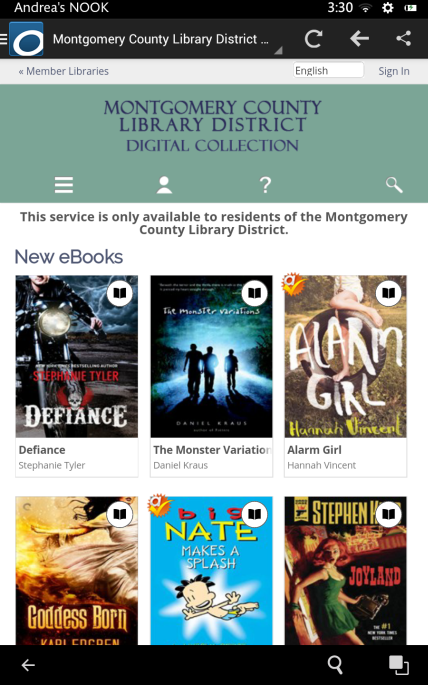 Andrea's NOOK
3:30
Montgomery County Library District ...
« Member Libraries
English
Sign In
MONTGOMERY COUNTY
LIBRARY DISTRICT
DIGITAL COLLECTION
?
This service is only available to residents of the Montgomery
County Library District.
New eBooks
STEPHANIE TYLER
DEFIANCE
The Monster Variations
DANIEL KRAUS
ALARM
GIRL
Hannah Vincent
Defiance
Stephanie Tyler
The Monster Variation
Daniel Kraus
Alarm Girl
Hannah Vincent
Goddess Born
KARI EDGREN
big
NATE
MAKES A
SPLASH
STEPHEN K
JOYLAND
THE #1
NEW YORK TIMES
BESTSELLER